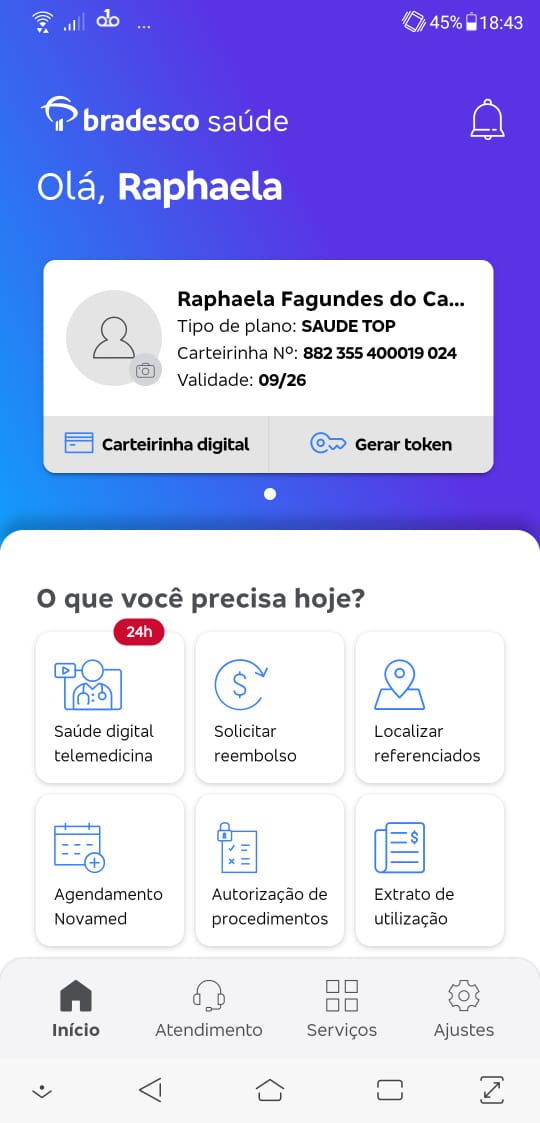 45% 18:43
bradesco saúde
Olá, Raphaela
Raphaela Fagundes do Ca...
Tipo de plano: SAUDE TOP
Carteirinha Nº: 882 355 400019 024
Validade: 09/26
Carteirinha digital
Gerar token
O que você precisa hoje?
24h
Saúde digital
telemedicina
Solicitar
reembolso
Localizar
referenciados
Agendamento
Novamed
Autorização de
procedimentos
Extrato de
utilização
Início
Atendimento
Serviços
Ajustes